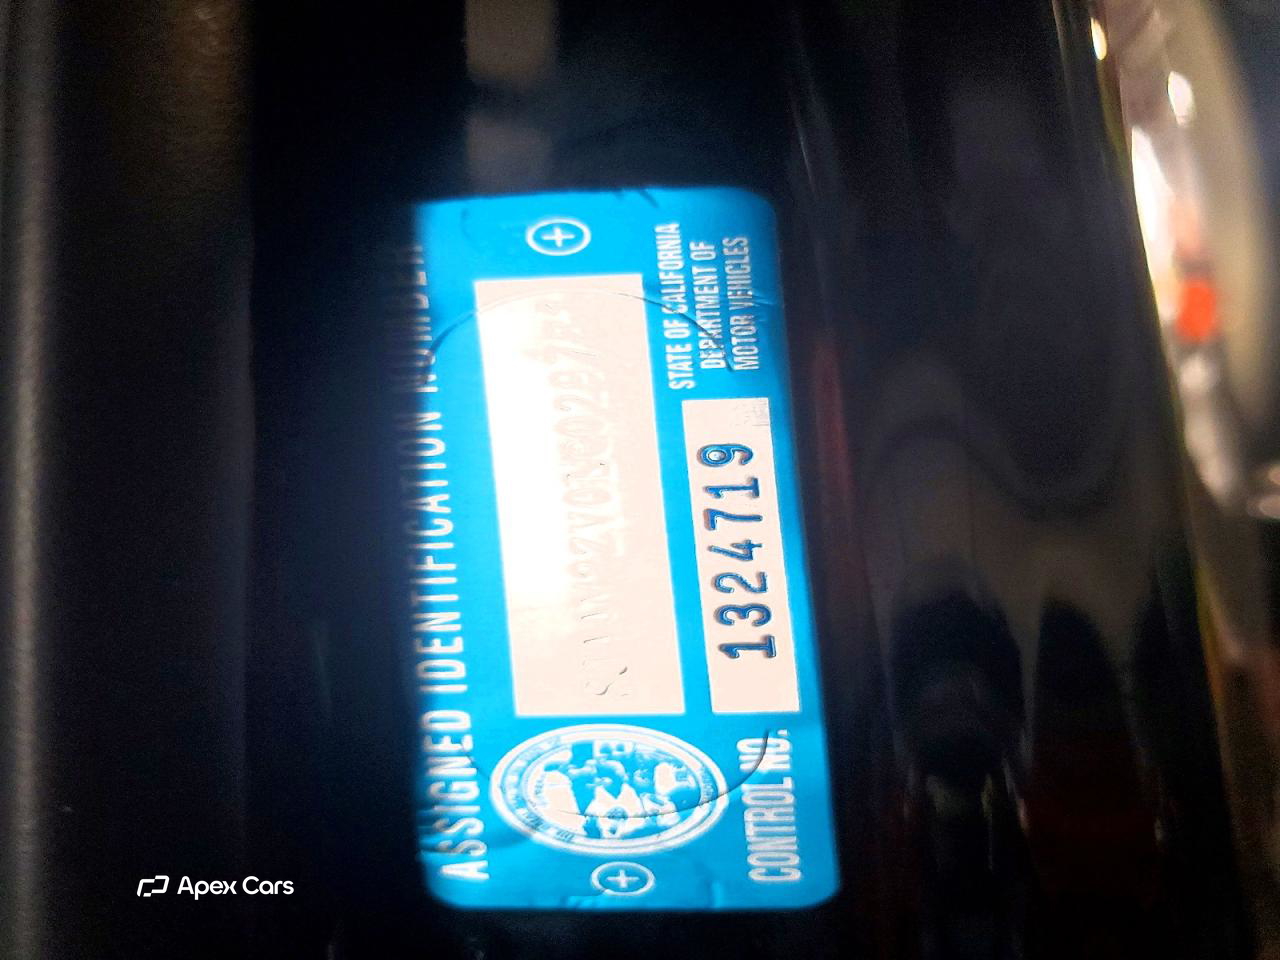 ASSIGNED IDENTIFICATION NUMBER
STATE OF CALIFORNIA
DEPARTMENT OF
MOTOR VEHICLES
CONTROL NO. 1324719
Apex Cars